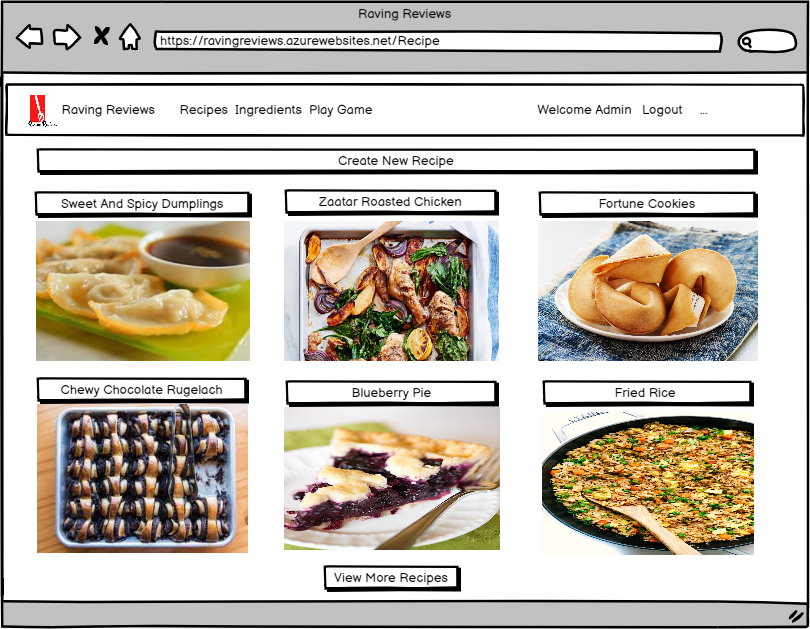 Raving Reviews
https://ravingreviews.azurewebsites.net/Recipe
Raving Reviews Recipes Ingredients Play Game Welcome Admin Logout ...
Create New Recipe
Sweet And Spicy Dumplings
Zaatar Roasted Chicken
Fortune Cookies
Chewy Chocolate Rugelach
Blueberry Pie
Fried Rice
View More Recipes